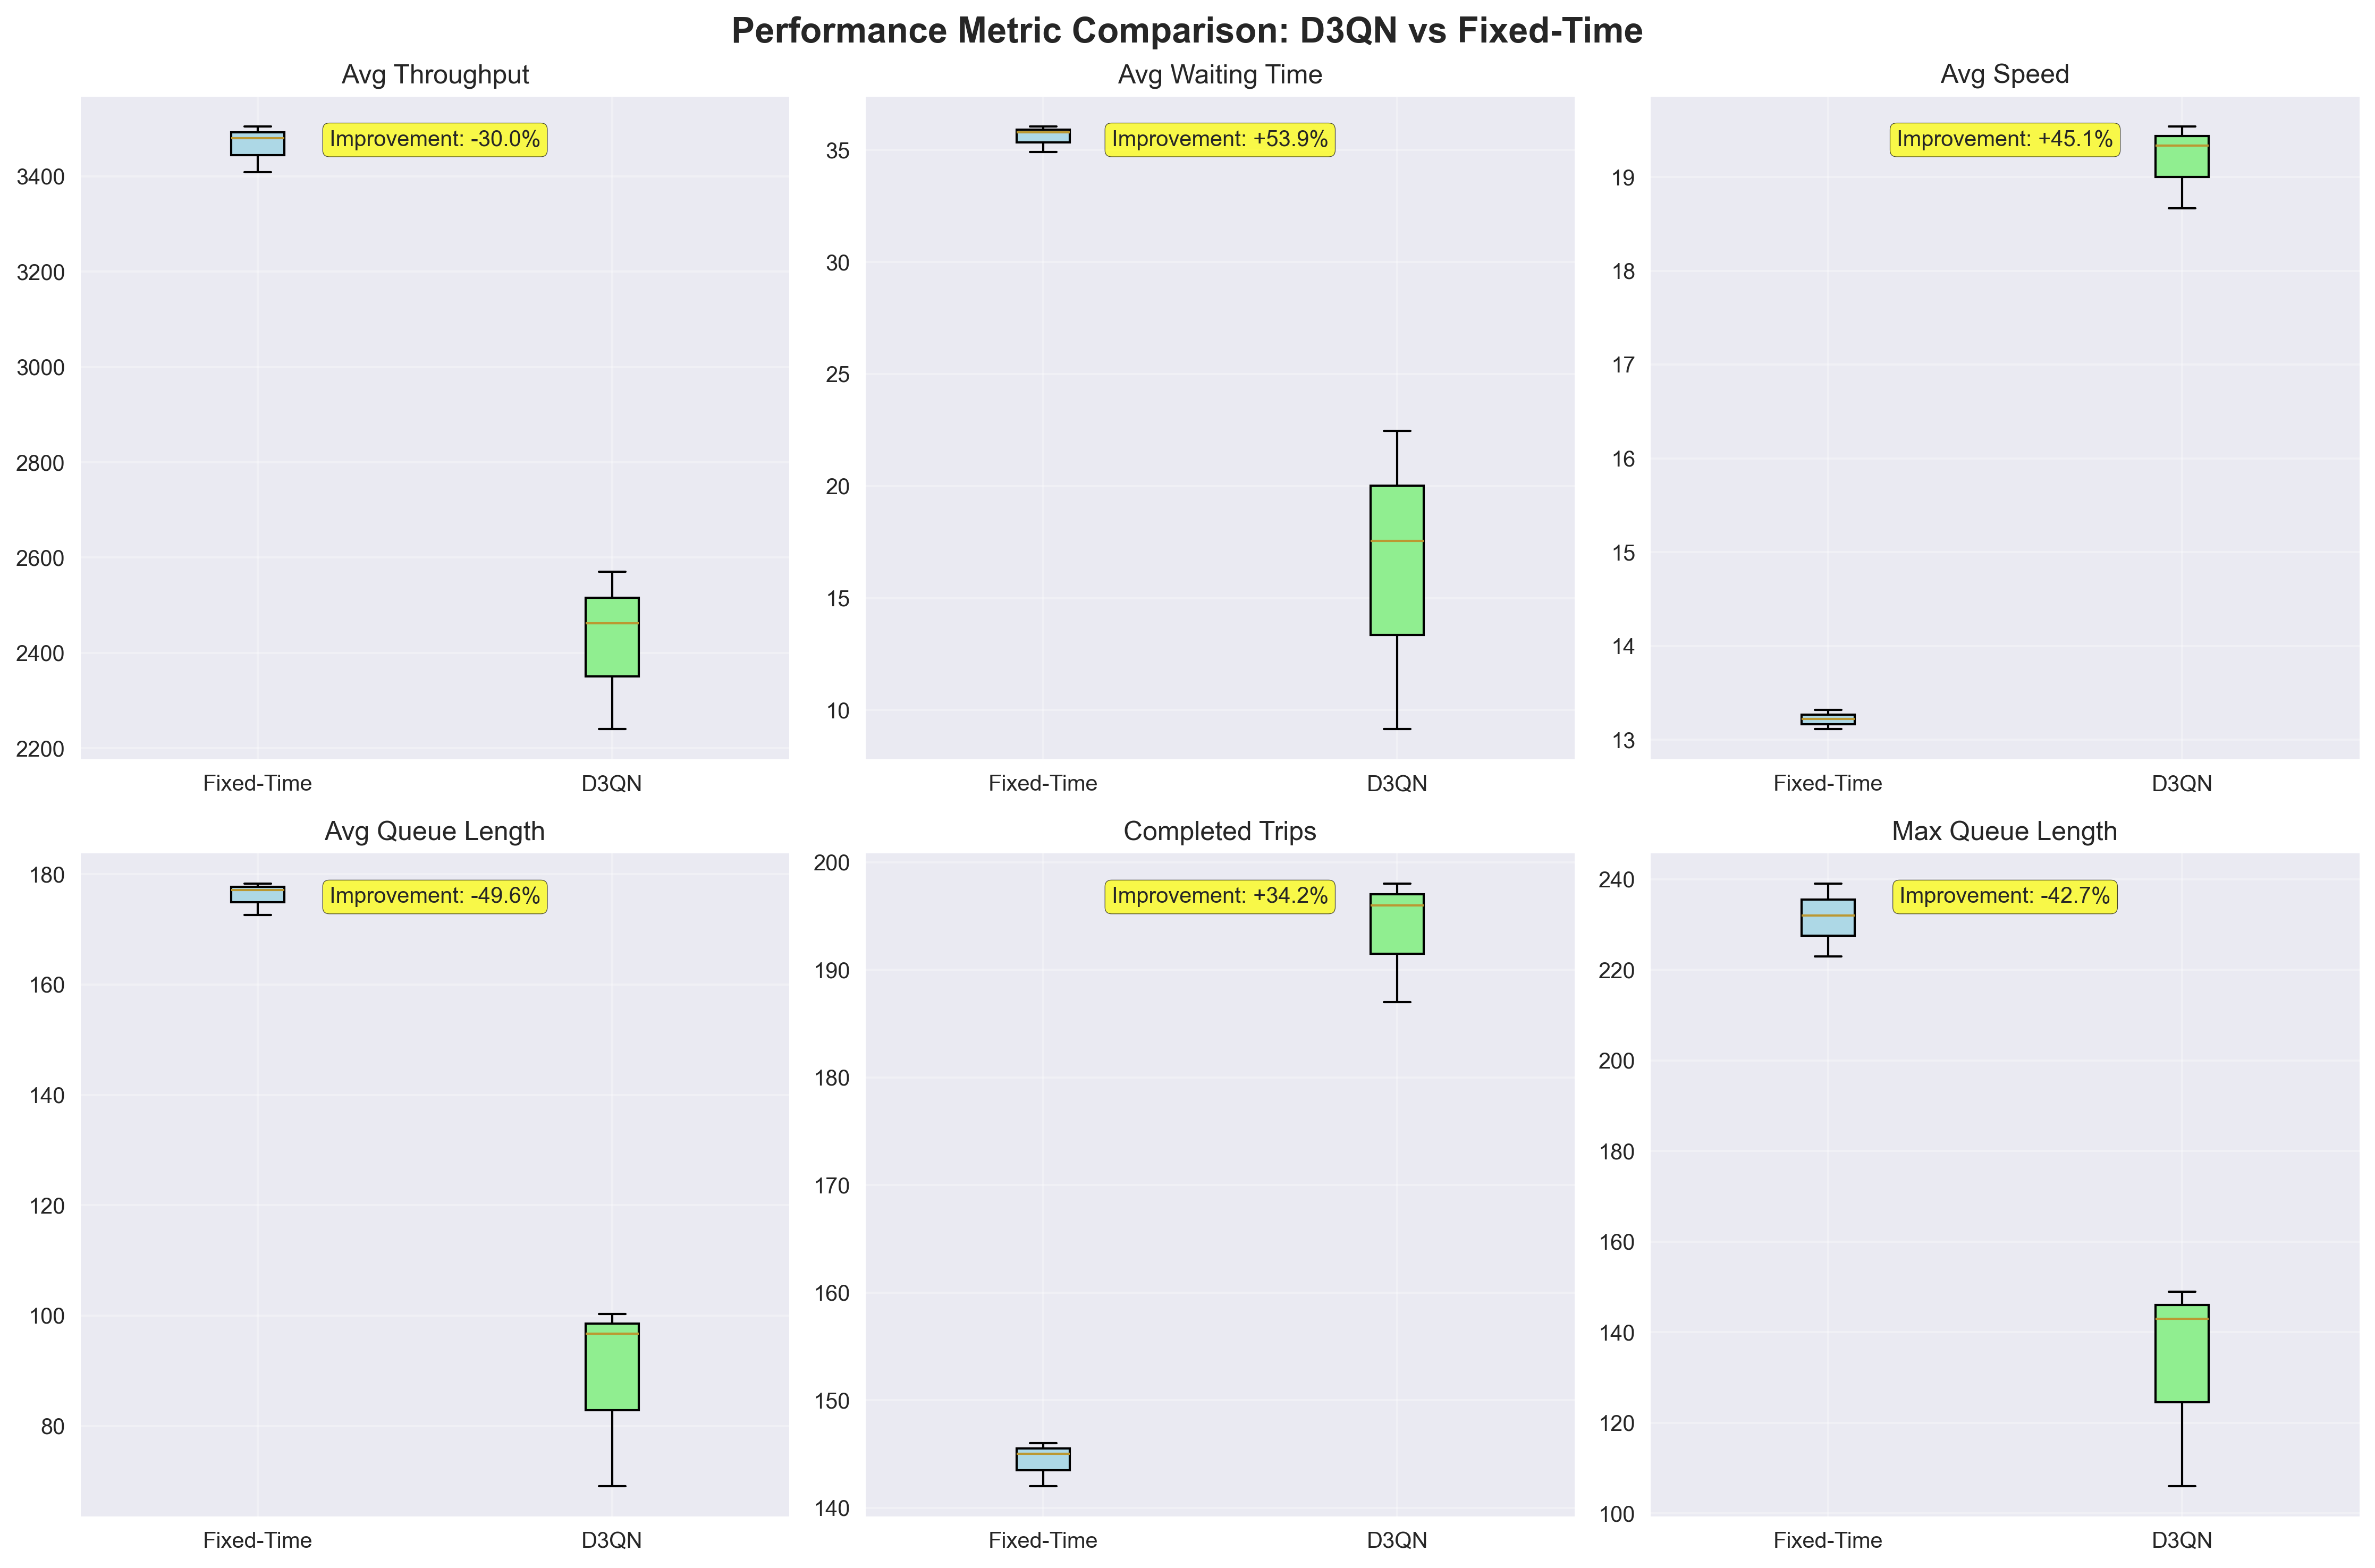 Performance Metric Comparison: D3QN vs Fixed-Time
Avg Throughput
Improvement: -30.0%
3400
3200
3000
2800
2600
2400
2200
Fixed-Time
D3QN
Avg Waiting Time
Improvement: +53.9%
35
30
25
20
15
10
Fixed-Time
D3QN
Avg Speed
Improvement: +45.1%
19
18
17
16
15
14
13
Fixed-Time
D3QN
Avg Queue Length
Improvement: -49.6%
180
160
140
120
100
80
Fixed-Time
D3QN
Completed Trips
Improvement: +34.2%
200
190
180
170
160
150
140
Fixed-Time
D3QN
Max Queue Length
Improvement: -42.7%
240
220
200
180
160
140
120
100
Fixed-Time
D3QN